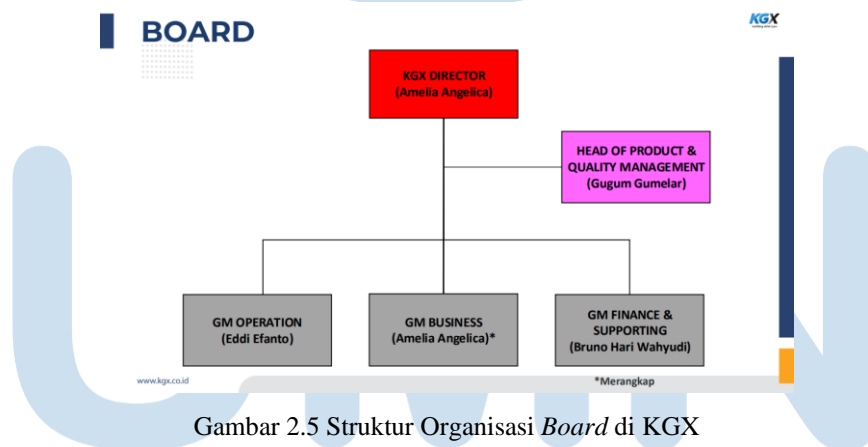 BOARD
KGX
KGX DIRECTOR
(Amelia Angelica)
HEAD OF PRODUCT &
QUALITY MANAGEMENT
(Gugum Gumelar)
GM OPERATION
(Eddi Efanto)
GM BUSINESS
(Amelia Angelica)*
GM FINANCE &
SUPPORTING
(Bruno Hari Wahyudi)
www.kgx.co.id
*Merangkap
Gambar 2.5 Struktur Organisasi Board di KGX